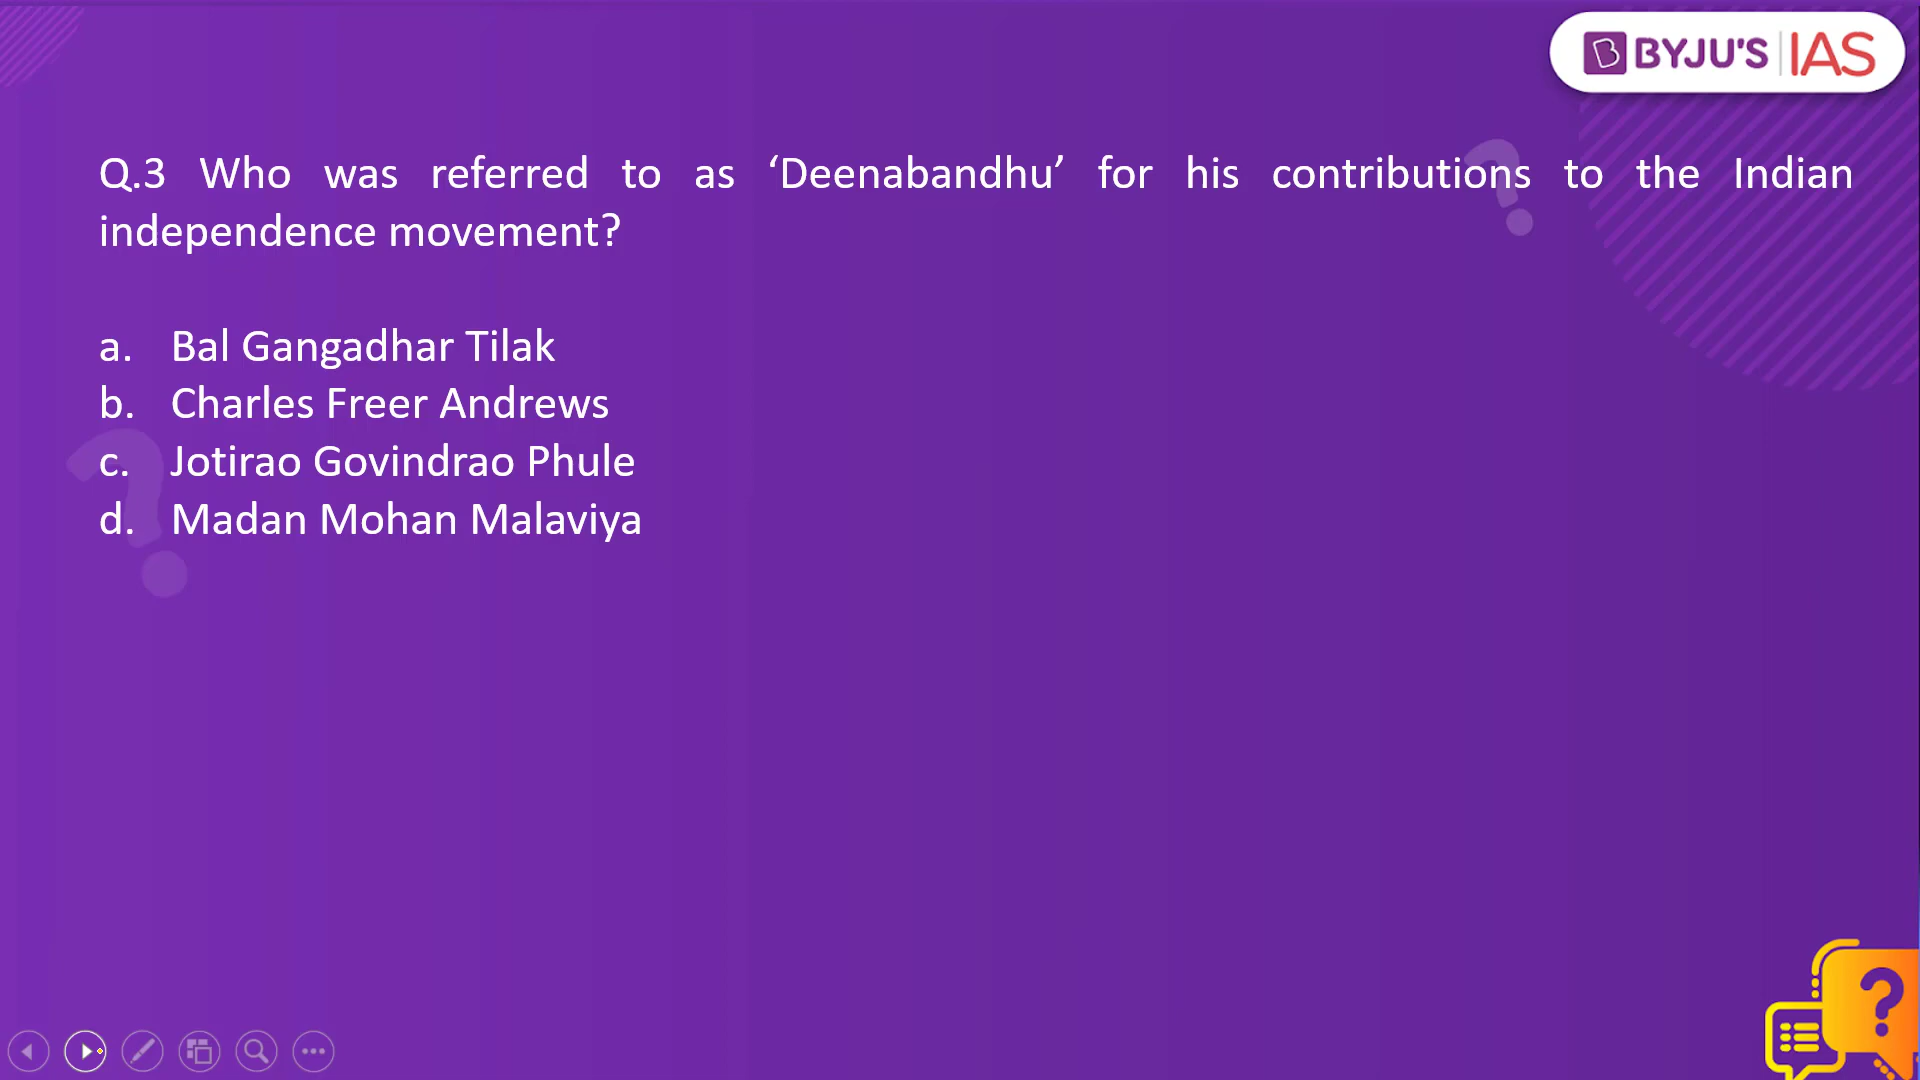 BYJU'S IAS
Q.3 Who was referred to as ‘Deenabandhu’ for his contributions to the Indian
independence movement?
a. Bal Gangadhar Tilak
b. Charles Freer Andrews
c. Jotirao Govindrao Phule
d. Madan Mohan Malaviya